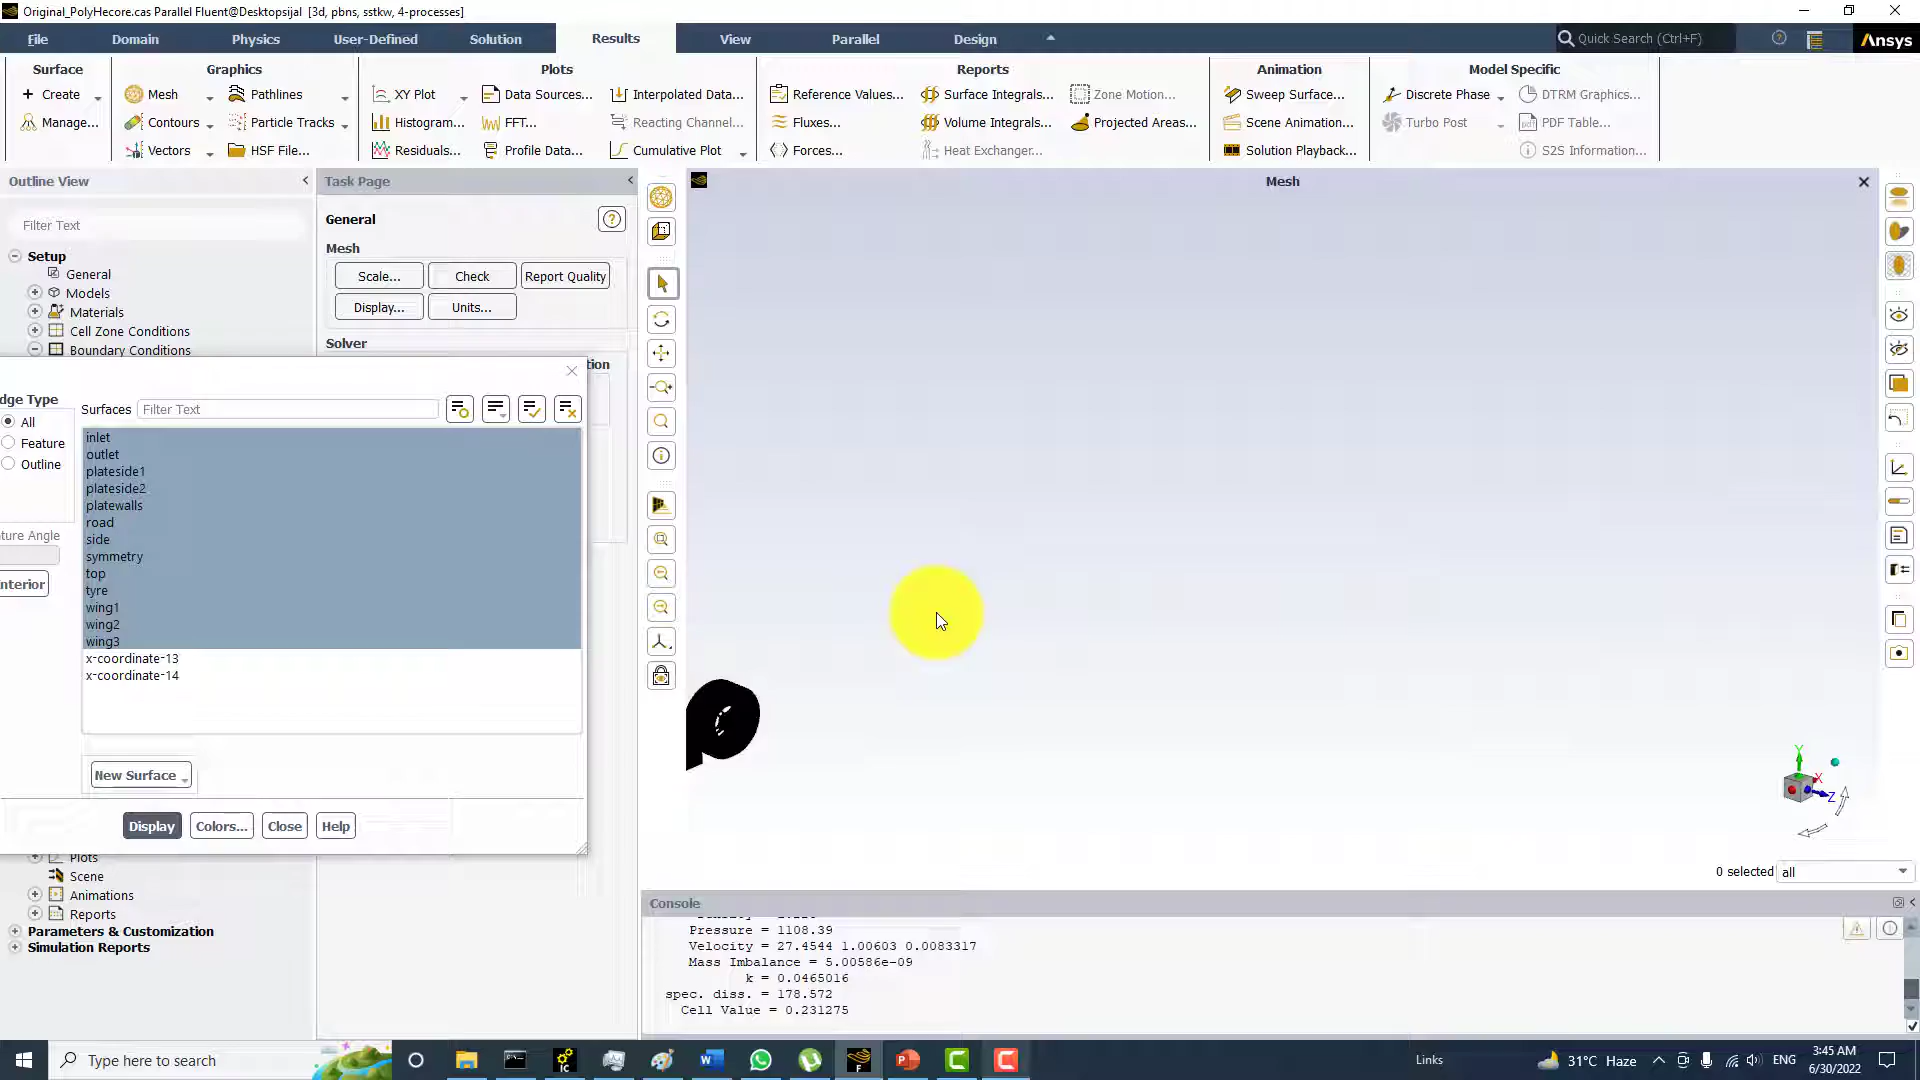 Original_PolyHecore.cas Parallel Fluent@Desktopsijal [3d, pbns, sstkw, 4-processes]
File Domain Physics User-Defined Solution Results View Parallel Design Quick Search (Ctrl+F) Ansys
Surface Graphics Plots Reports Animation Model Specific
Create Mesh Pathlines XY Plot Data Sources... Interpolated Data... Reference Values... Surface Integrals... Zone Motion... Sweep Surface... Discrete Phase DTRM Graphics...
Manage... Contours Particle Tracks Histogram... FFT... Reacting Channel... Fluxes... Volume Integrals... Projected Areas... Scene Animation... Turbo Post PDF Table...
Vectors HSF File... Residuals... Profile Data... Cumulative Plot Forces... Heat Exchanger... Solution Playback... S2S Information...
Outline View
Filter Text
Setup
General
Models
Materials
Cell Zone Conditions
Boundary Conditions
Task Page
General
Mesh
Scale... Check Report Quality
Display... Units...
Solver
tion
Mesh
dge Type
All
Feature
Outline
ture Angle
nterior
Surfaces Filter Text
inlet
outlet
plateside1
plateside2
platewalls
road
side
symmetry
top
tyre
wing1
wing2
wing3
x-coordinate-13
x-coordinate-14
New Surface
Display Colors... Close Help
Plots
Scene
Animations
Reports
Parameters & Customization
Simulation Reports
Y
X
Z
0 selected all
Console
Pressure = 1108.39
Velocity = 27.4544 1.00603 0.0083317
Mass Imbalance = 5.00586e-09
k = 0.0465016
spec. diss. = 178.572
Cell Value = 0.231275
Type here to search
Links 31°C Haze ENG 3:45 AM
6/30/2022